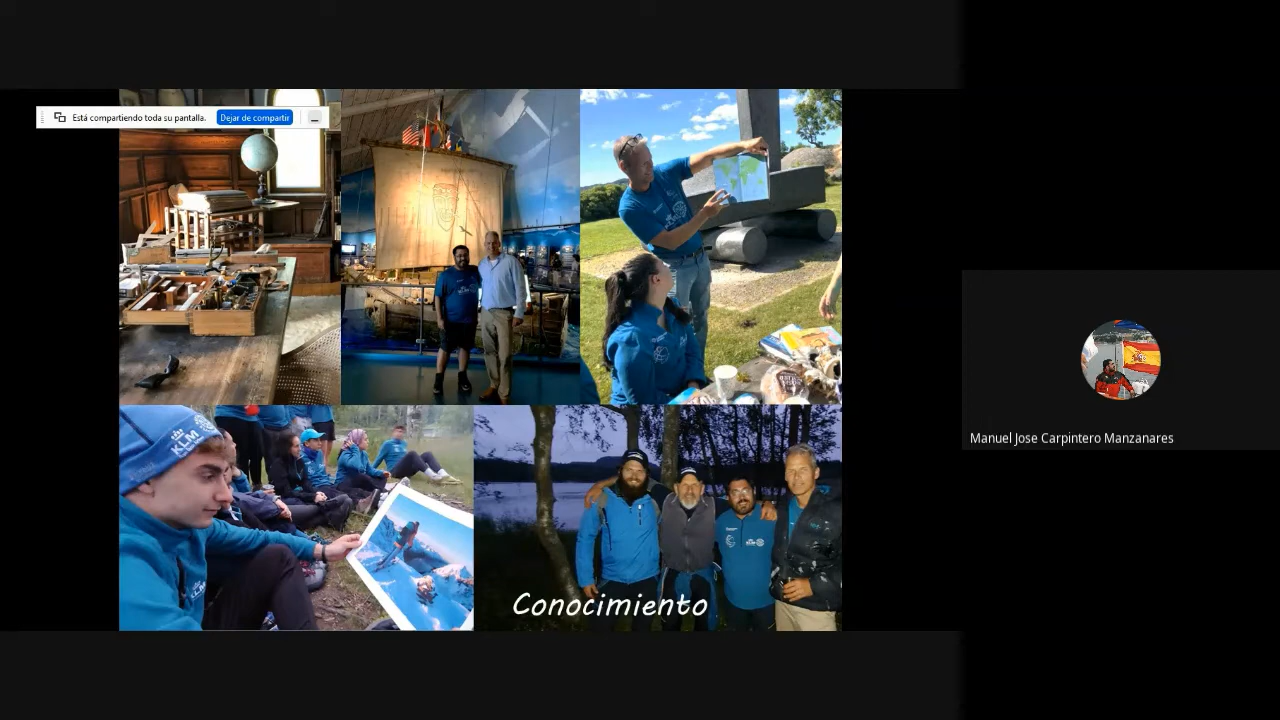 Está compartiendo toda su pantalla.
Dejar de compartir
KLM
Conocimiento
Manuel Jose Carpintero Manzanares